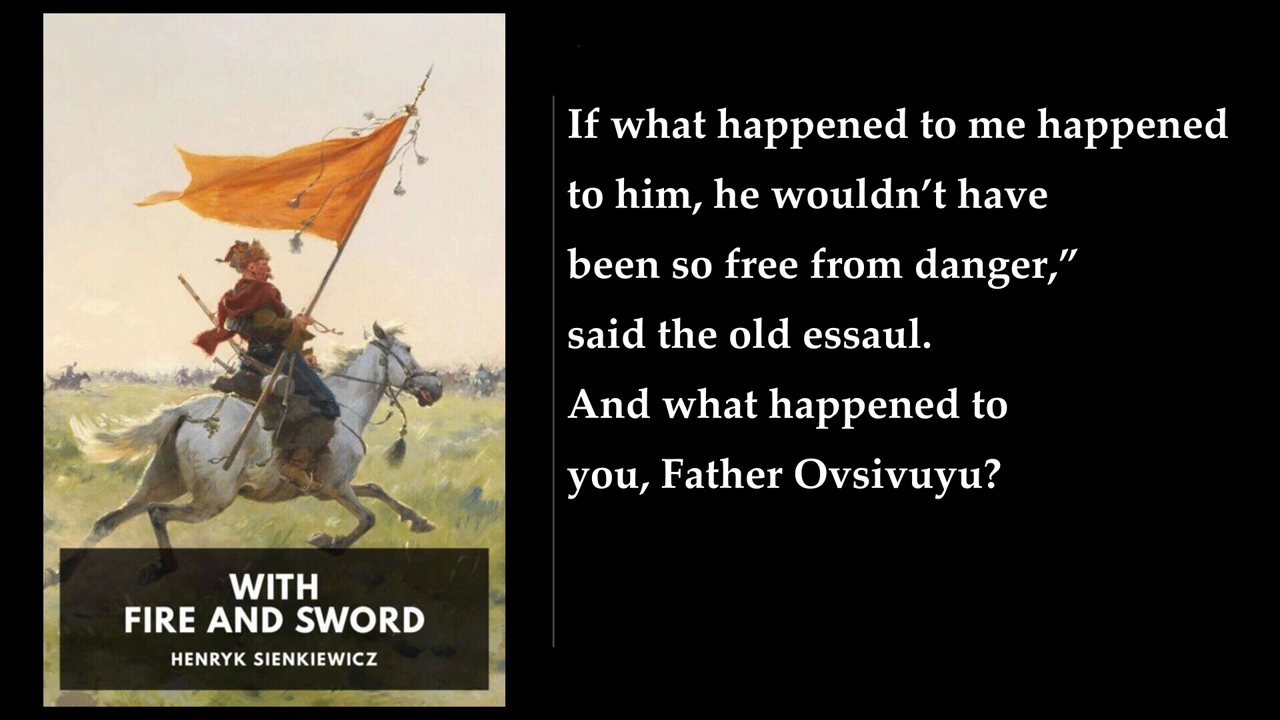 WITH
FIRE AND SWORD
HENRYK SIENKIEWICZ
If what happened to me happened
to him, he wouldn’t have
been so free from danger,”
said the old essaul.
And what happened to
you, Father Ovsivuyu?